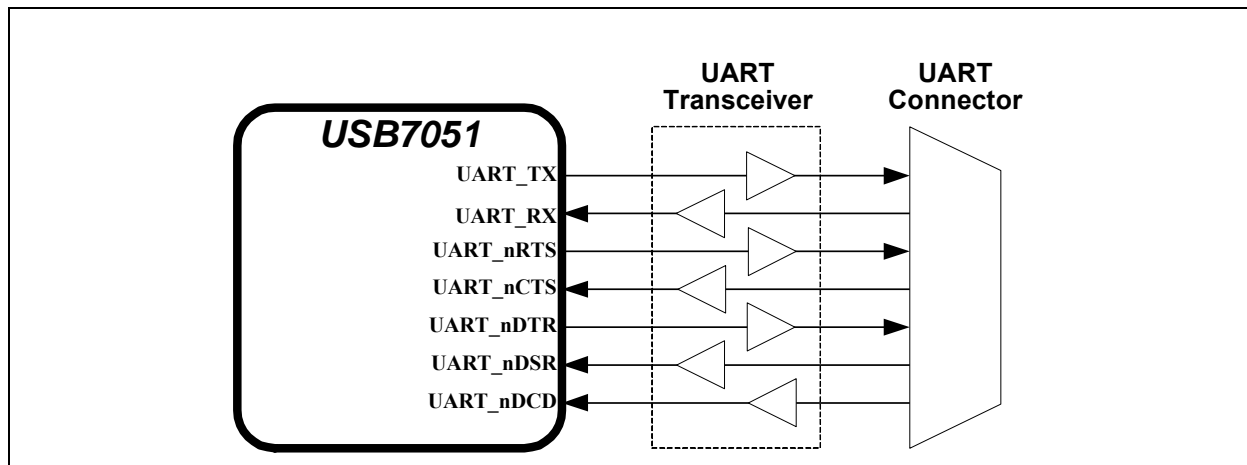 UART
Transceiver
UART
Connector
USB7051
UART_TX
UART_RX
UART_nRTS
UART_nCTS
UART_nDTR
UART_nDSR
UART_nDCD